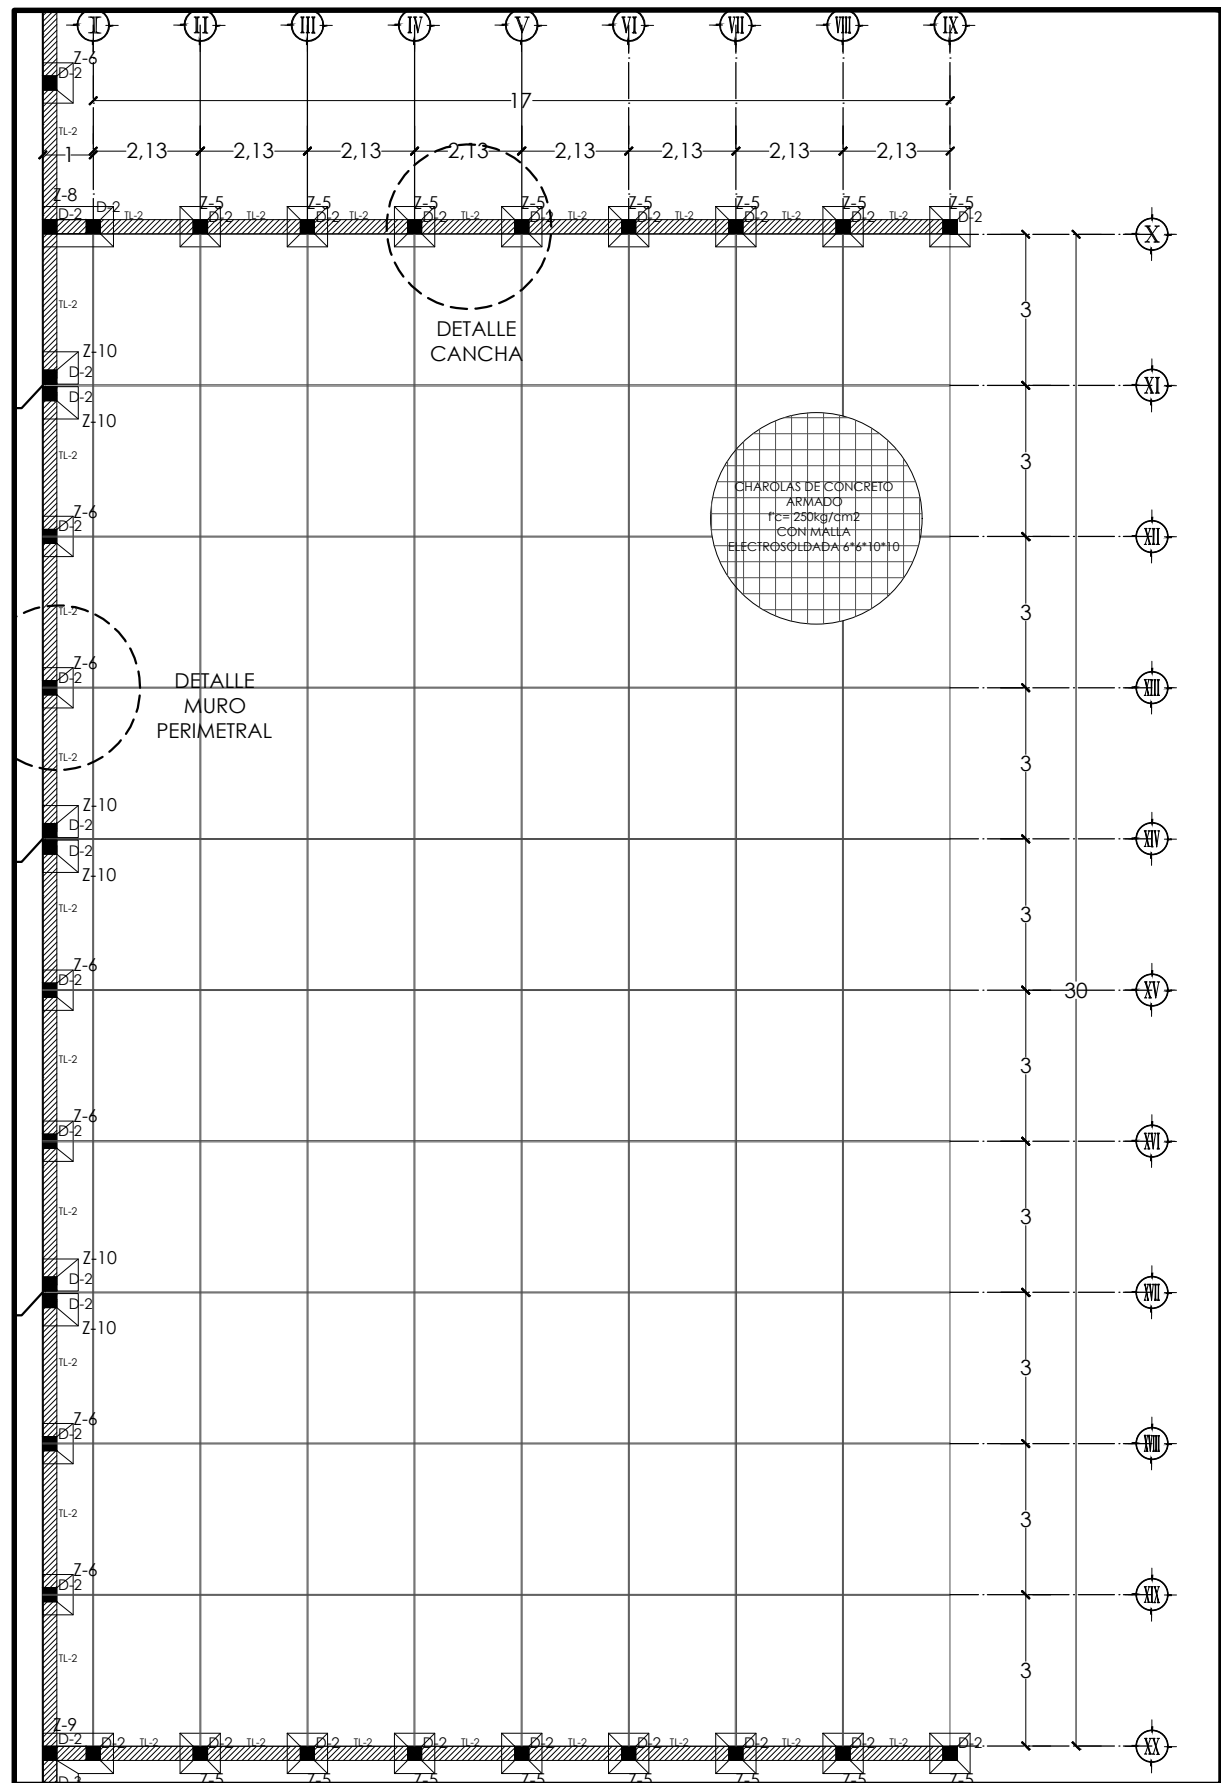 I II III IV V VI VII VIII IX
Z-6
D-2
17
TL-2
1 2,13 2,13 2,13 2,13 2,13 2,13 2,13 2,13
Z-8 D-2 Z-5 Z-5 Z-5 Z-5 Z-5 Z-5 Z-5 Z-5
D-2 TL-2 D-2 TL-2 D-2 TL-2 D-2 TL-2 D-2 TL-2 D-2 TL-2 D-2 TL-2 D-2 TL-2 D-2
X
TL-2
3
DETALLE
CANCHA
Z-10
D-2
XI
D-2
Z-10
TL-2
3
CHAROLAS DE CONCRETO
ARMADO
f'c= 250kg/cm2
CON MALLA
ELECTROSOLDADA 6*6*10*10
Z-6
D-2
XII
TL-2
3
Z-6
D-2
XIII
DETALLE
MURO
PERIMETRAL
TL-2
3
Z-10
D-2
XIV
D-2
Z-10
TL-2
3
Z-6
D-2
30
XV
TL-2
3
Z-6
D-2
XVI
TL-2
3
Z-10
D-2
XVII
D-2
Z-10
TL-2
3
Z-6
D-2
XVIII
TL-2
3
Z-6
D-2
XIX
TL-2
3
Z-9
D-2 D-2 TL-2 D-2 TL-2 D-2 TL-2 D-2 TL-2 D-2 TL-2 D-2 TL-2 D-2 TL-2 D-2 TL-2 D-2
XX
Z-5 Z-5 Z-5 Z-5 Z-5 Z-5 Z-5 Z-5